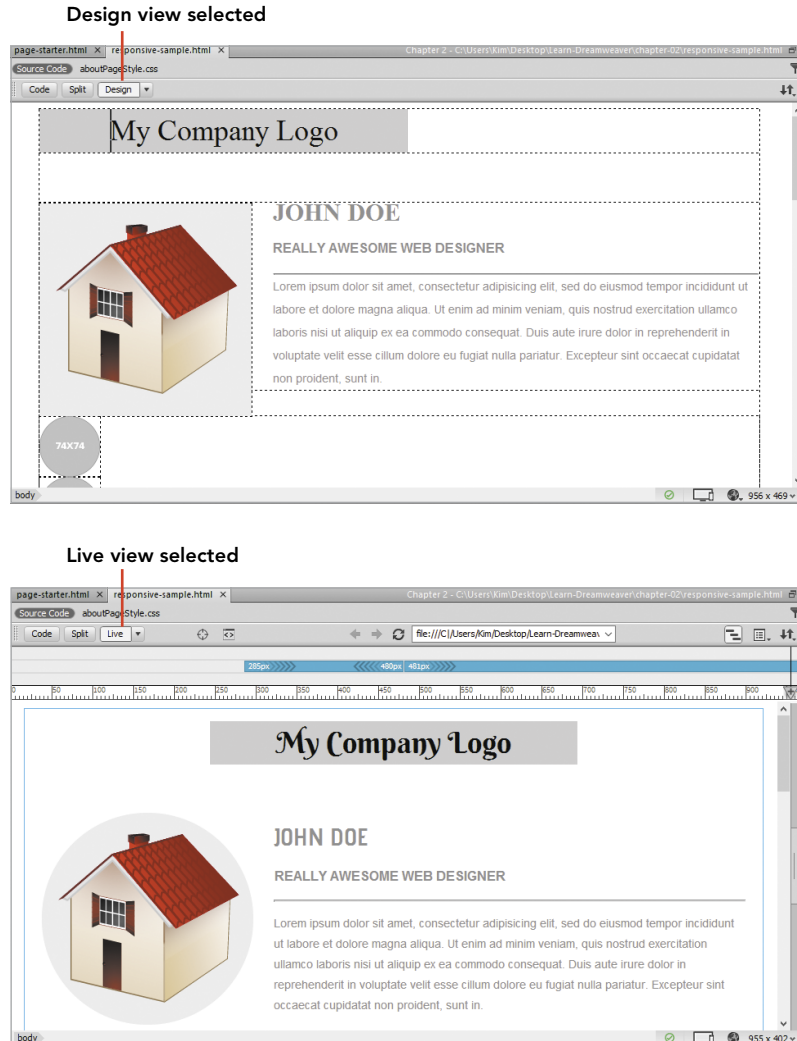 Design view selected
page-starter.html × responsive-sample.html × Chapter 2 - C:\Users\Kim\Desktop\Learn-Dreamweaver\chapter-02\responsive-sample.html
Source Code aboutPageStyle.css
Code Split Design
My Company Logo
JOHN DOE
REALLY AWESOME WEB DESIGNER
Lorem ipsum dolor sit amet, consectetur adipisicing elit, sed do eiusmod tempor incididunt ut
labore et dolore magna aliqua. Ut enim ad minim veniam, quis nostrud exercitation ullamco
laboris nisi ut aliquip ex ea commodo consequat. Duis aute irure dolor in reprehenderit in
voluptate velit esse cillum dolore eu fugiat nulla pariatur. Excepteur sint occaecat cupidatat
non proident, sunt in.
74X74
body 956 x 469
Live view selected
page-starter.html × responsive-sample.html × Chapter 2 - C:\Users\Kim\Desktop\Learn-Dreamweaver\chapter-02\responsive-sample.html
Source Code aboutPageStyle.css
Code Split Live file:///C|/Users/Kim/Desktop/Learn-Dreamweav
285px 480px 481px
0 50 100 150 200 250 300 350 400 450 500 550 600 650 700 750 800 850 900
My Company Logo
JOHN DOE
REALLY AWESOME WEB DESIGNER
Lorem ipsum dolor sit amet, consectetur adipisicing elit, sed do eiusmod tempor incididunt
ut labore et dolore magna aliqua. Ut enim ad minim veniam, quis nostrud exercitation
ullamco laboris nisi ut aliquip ex ea commodo consequat. Duis aute irure dolor in
reprehenderit in voluptate velit esse cillum dolore eu fugiat nulla pariatur. Excepteur sint
occaecat cupidatat non proident, sunt in.
body 955 x 402